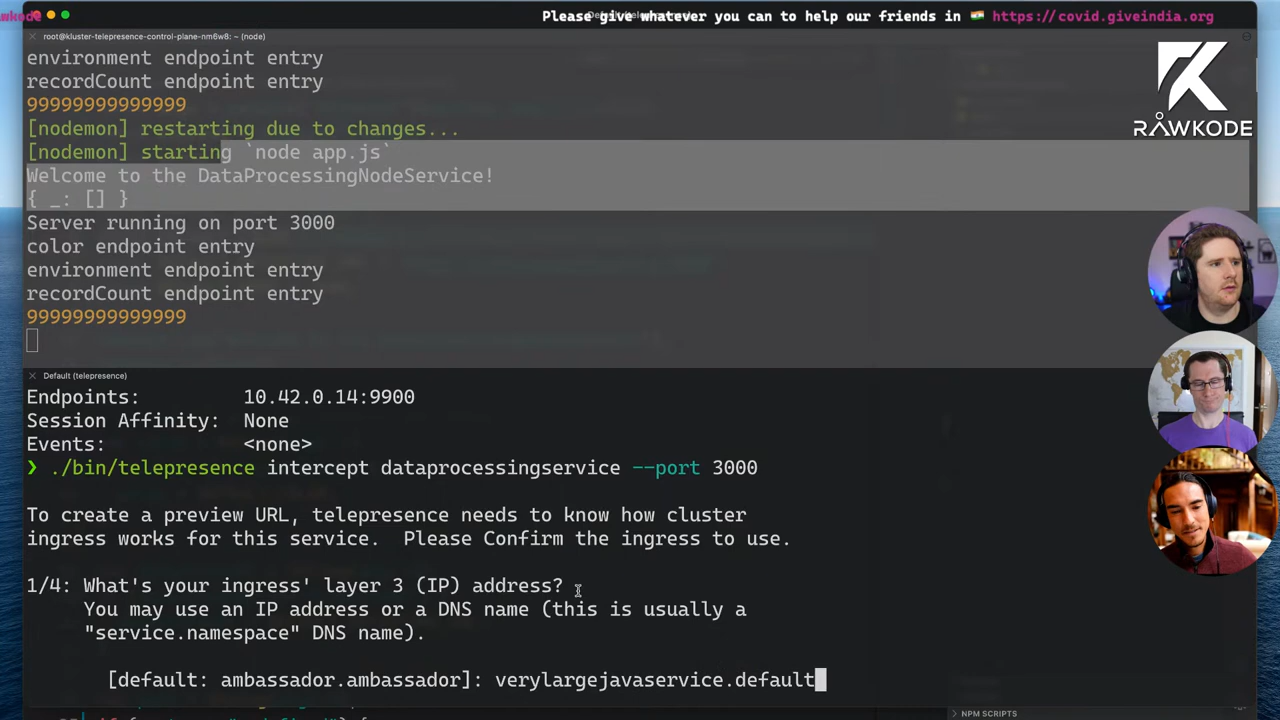 Please give whatever you can to help our friends in 🇮🇳 https://covid.giveindia.org
root@kluster-telepresence-control-plane-nm6w8: ~ (node)
environment endpoint entry
recordCount endpoint entry
99999999999999
[nodemon] restarting due to changes...
[nodemon] starting `node app.js`
Welcome to the DataProcessingNodeService!
{ _: [] }
Server running on port 3000
color endpoint entry
environment endpoint entry
recordCount endpoint entry
99999999999999
RAWKODE
Default (telepresence)
Endpoints: 10.42.0.14:9900
Session Affinity: None
Events: <none>
❯ ./bin/telepresence intercept dataprocessingservice --port 3000
To create a preview URL, telepresence needs to know how cluster
ingress works for this service. Please Confirm the ingress to use.
1/4: What's your ingress' layer 3 (IP) address?
You may use an IP address or a DNS name (this is usually a
"service.namespace" DNS name).
[default: ambassador.ambassador]: verylargejavaservice.default
NPM SCRIPTS